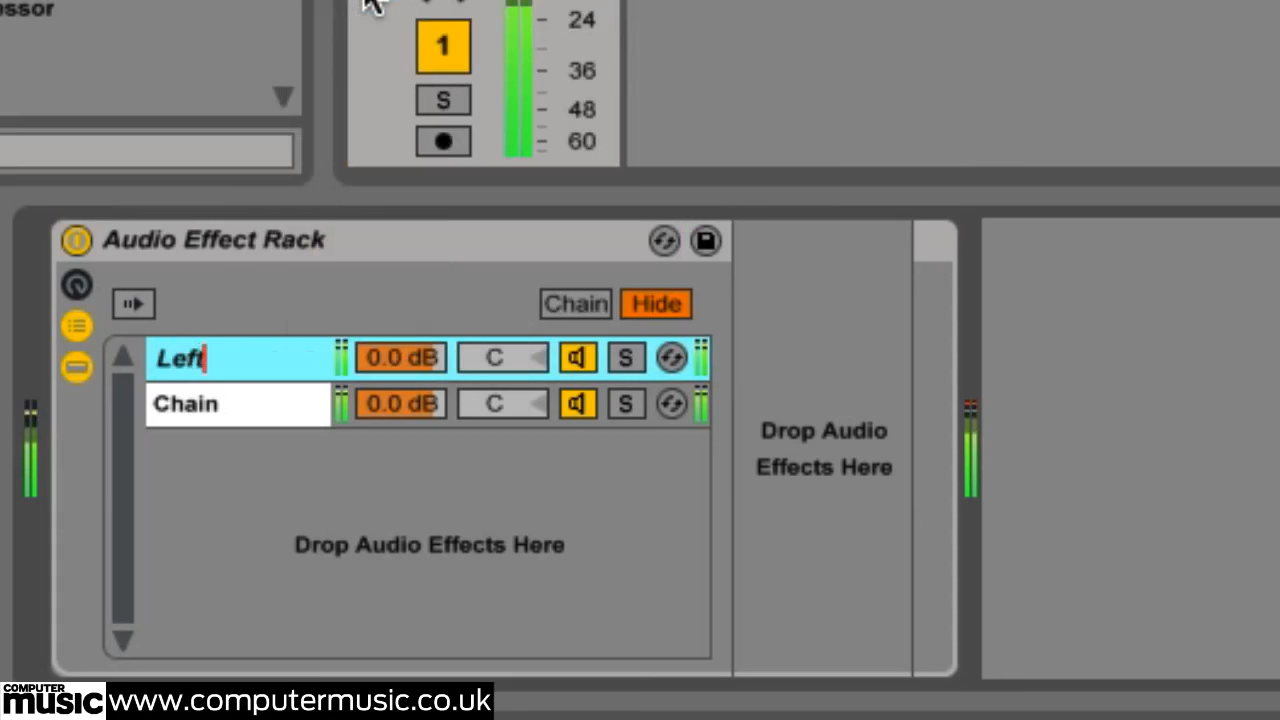 essor
24
1
36
S
48
60
Audio Effect Rack
Chain Hide
Left 0.0 dB C S
Chain 0.0 dB C S
Drop Audio
Effects Here
Drop Audio Effects Here
COMPUTER
music www.computermusic.co.uk